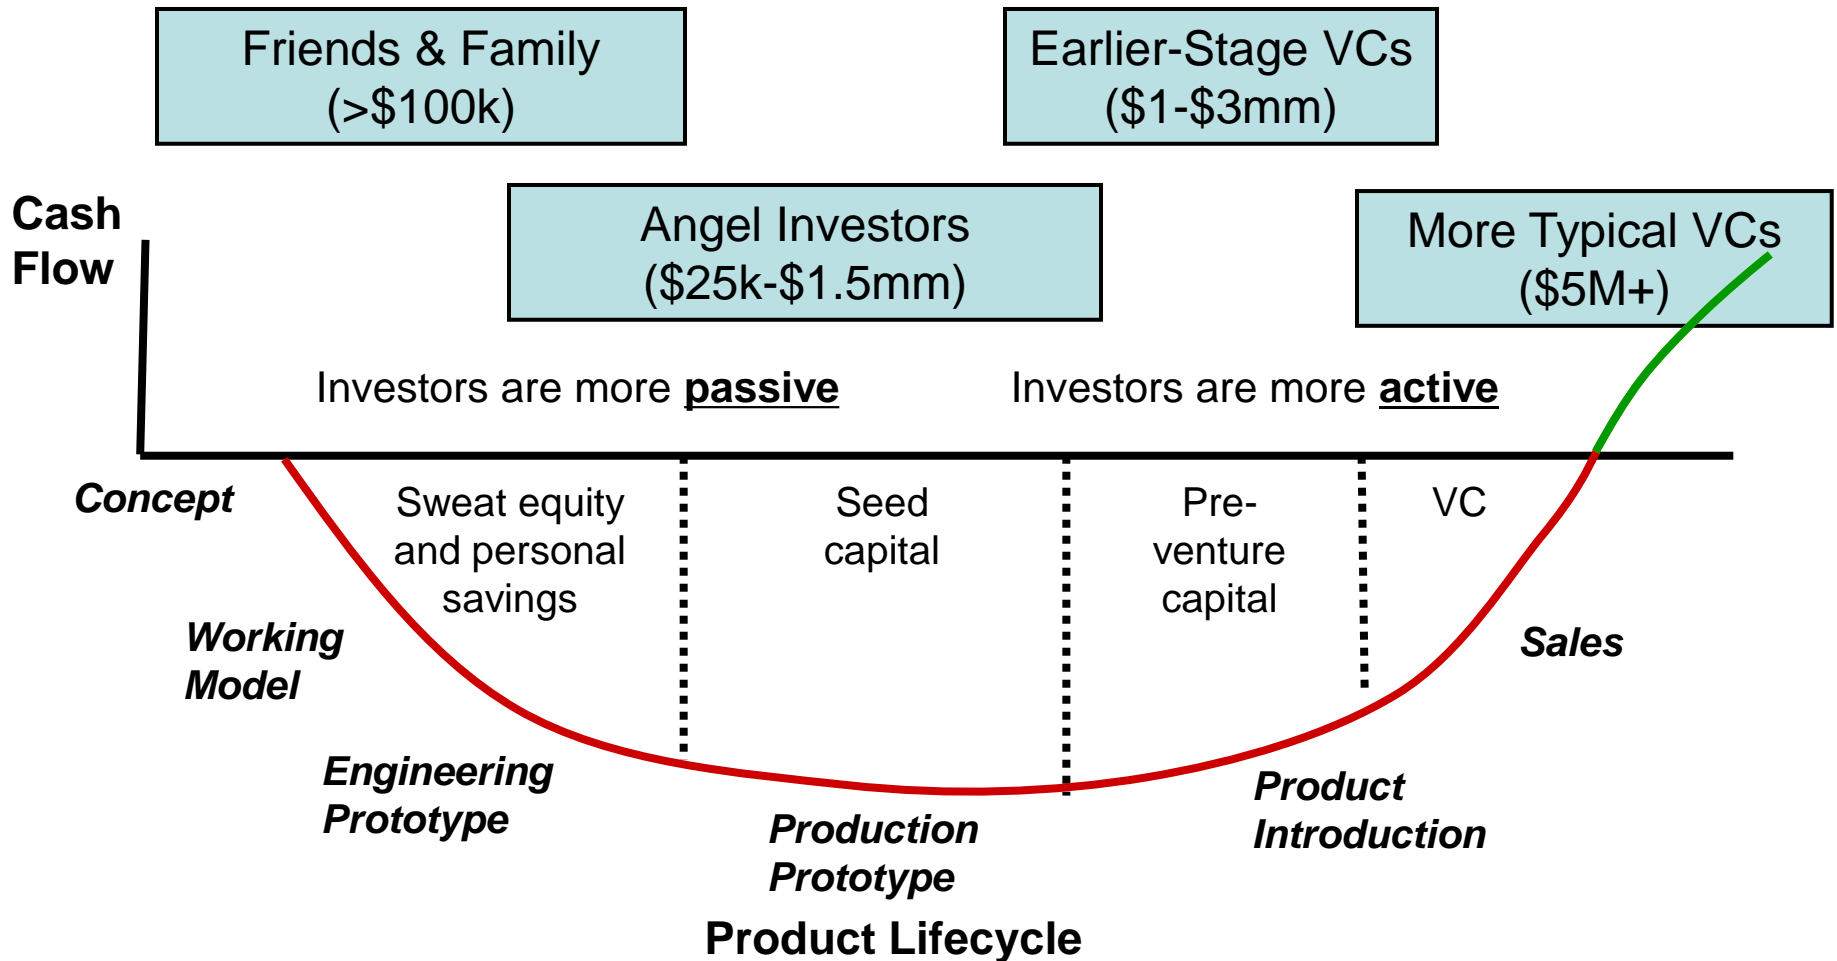 Friends & Family
(>$100k)
Earlier-Stage VCs
($1-$3mm)
Cash
Flow
Angel Investors
($25k-$1.5mm)
More Typical VCs
($5M+)
Investors are more passive
Investors are more active
Concept
Sweat equity
and personal
savings
Seed
capital
Pre-
venture
capital
VC
Working
Model
Sales
Engineering
Prototype
Production
Prototype
Product
Introduction
Product Lifecycle